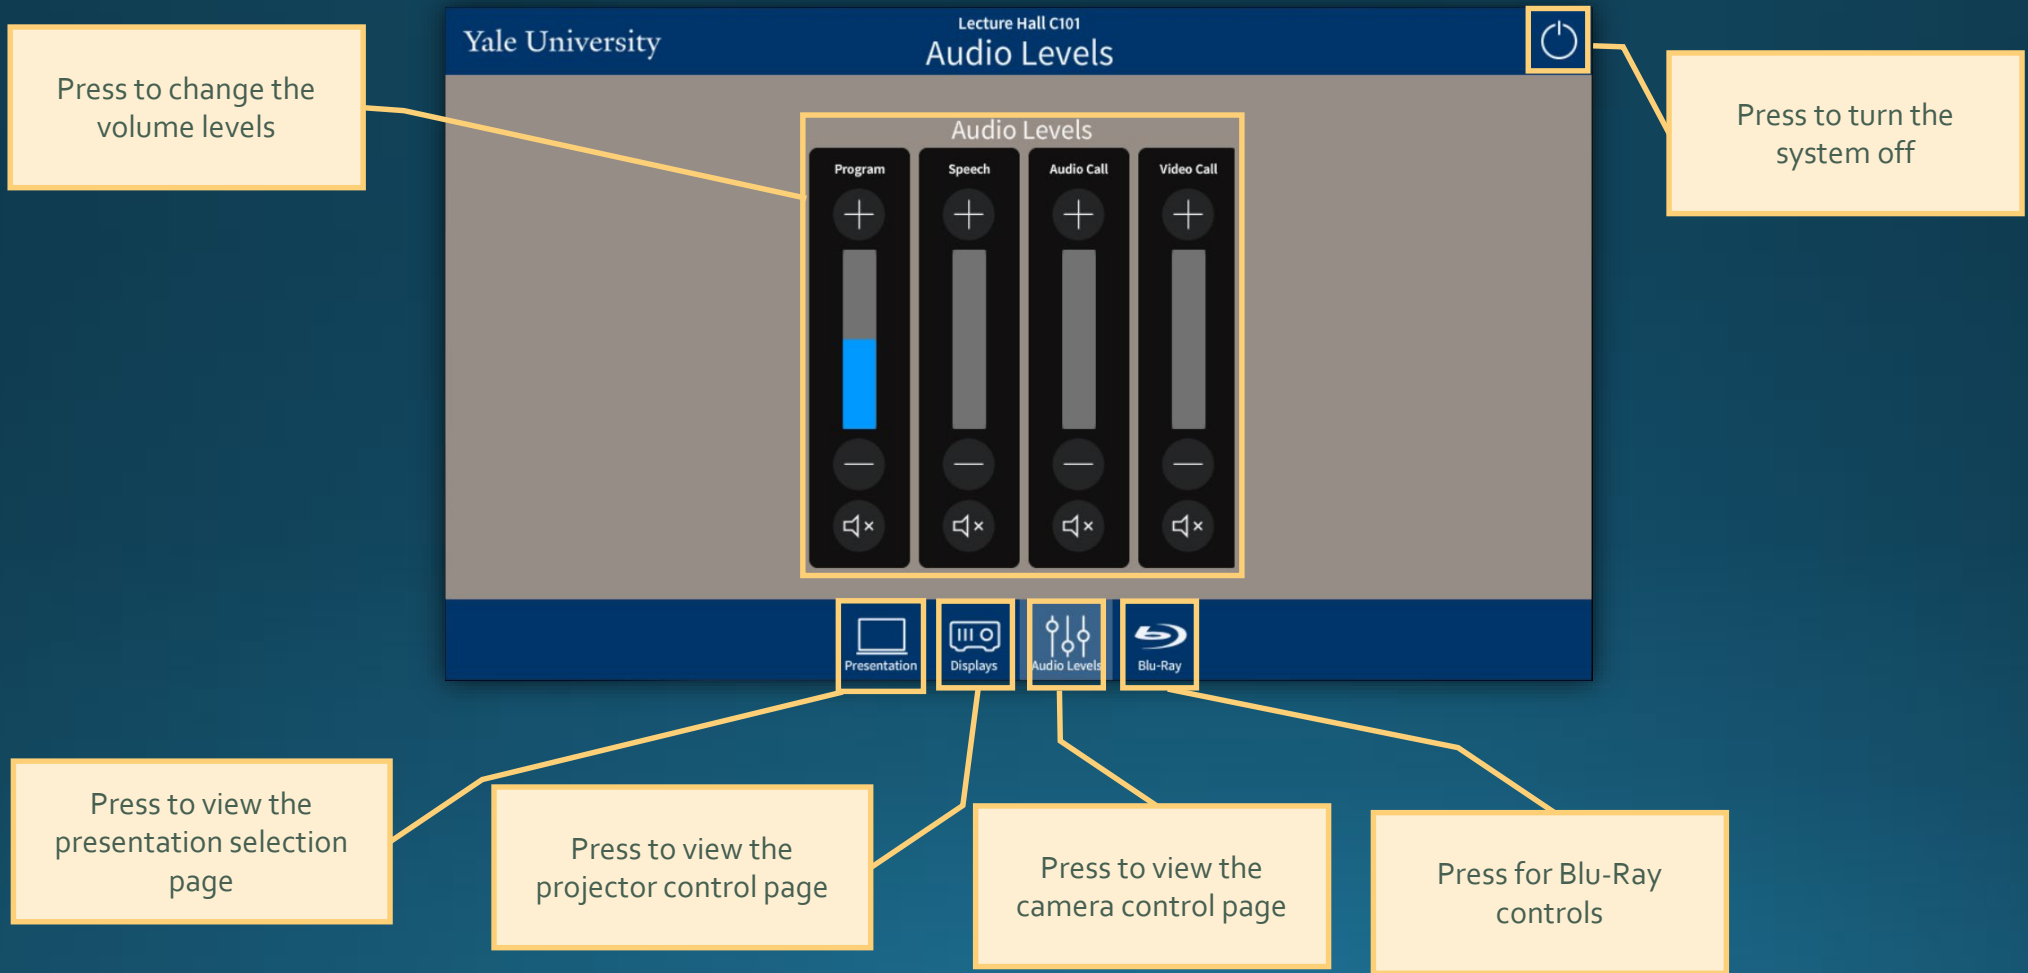 Yale University
Lecture Hall C101
Audio Levels
Press to change the
volume levels
Press to turn the
system off
Audio Levels
Program
Speech
Audio Call
Video Call
Presentation
Displays
Audio Levels
Blu-Ray
Press to view the
presentation selection
page
Press to view the
projector control page
Press to view the
camera control page
Press for Blu-Ray
controls